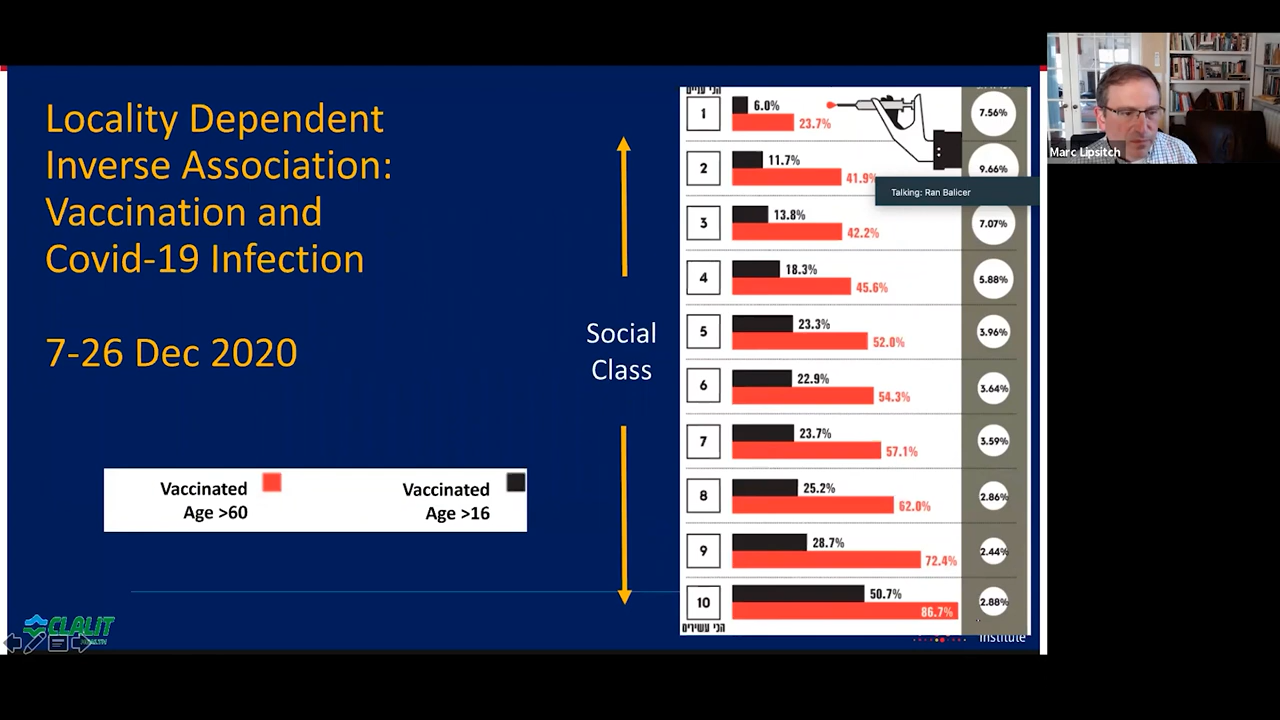 Locality Dependent
Inverse Association:
Vaccination and
Covid-19 Infection
7-26 Dec 2020
Vaccinated
Age >60
Vaccinated
Age >16
Social
Class
1 6.0% 23.7% 7.56%
2 11.7% 41.9% 9.66%
3 13.8% 42.2% 7.07%
4 18.3% 45.6% 5.88%
5 23.3% 52.0% 3.96%
6 22.9% 54.3% 3.64%
7 23.7% 57.1% 3.59%
8 25.2% 62.0% 2.86%
9 28.7% 72.4% 2.44%
10 50.7% 86.7% 2.88%
הכי עשירים
Talking: Ran Balicer
Marc Lipsitch
CLALIT
HEALTH
Institute